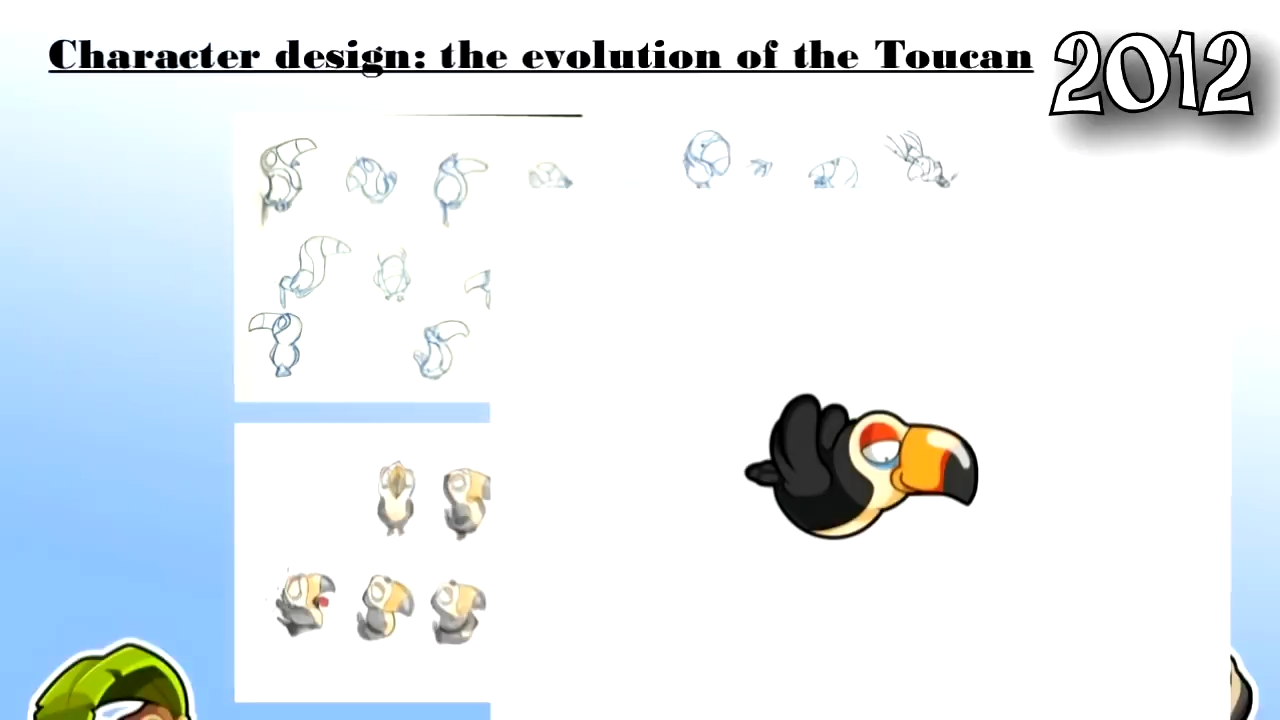 Character design: the evolution of the Toucan
2012